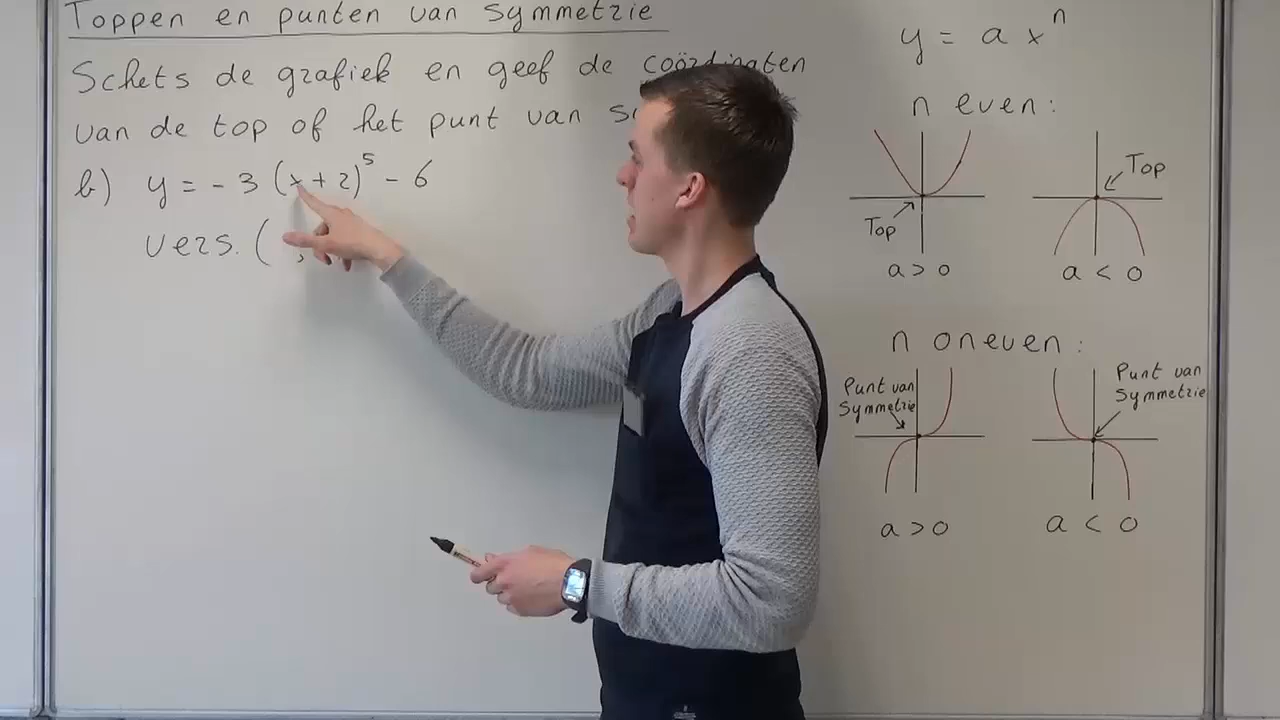 Toppen en punten van symmetrie
Schets de grafiek en geef de coördinaten
van de top of het punt van
b) y = - 3 (x + 2)^5 - 6
vers. (
y = a x^n
n even:
Top
a > 0
Top
a < 0
n oneven:
Punt van
Symmetrie
a > 0
Punt van
Symmetrie
a < 0